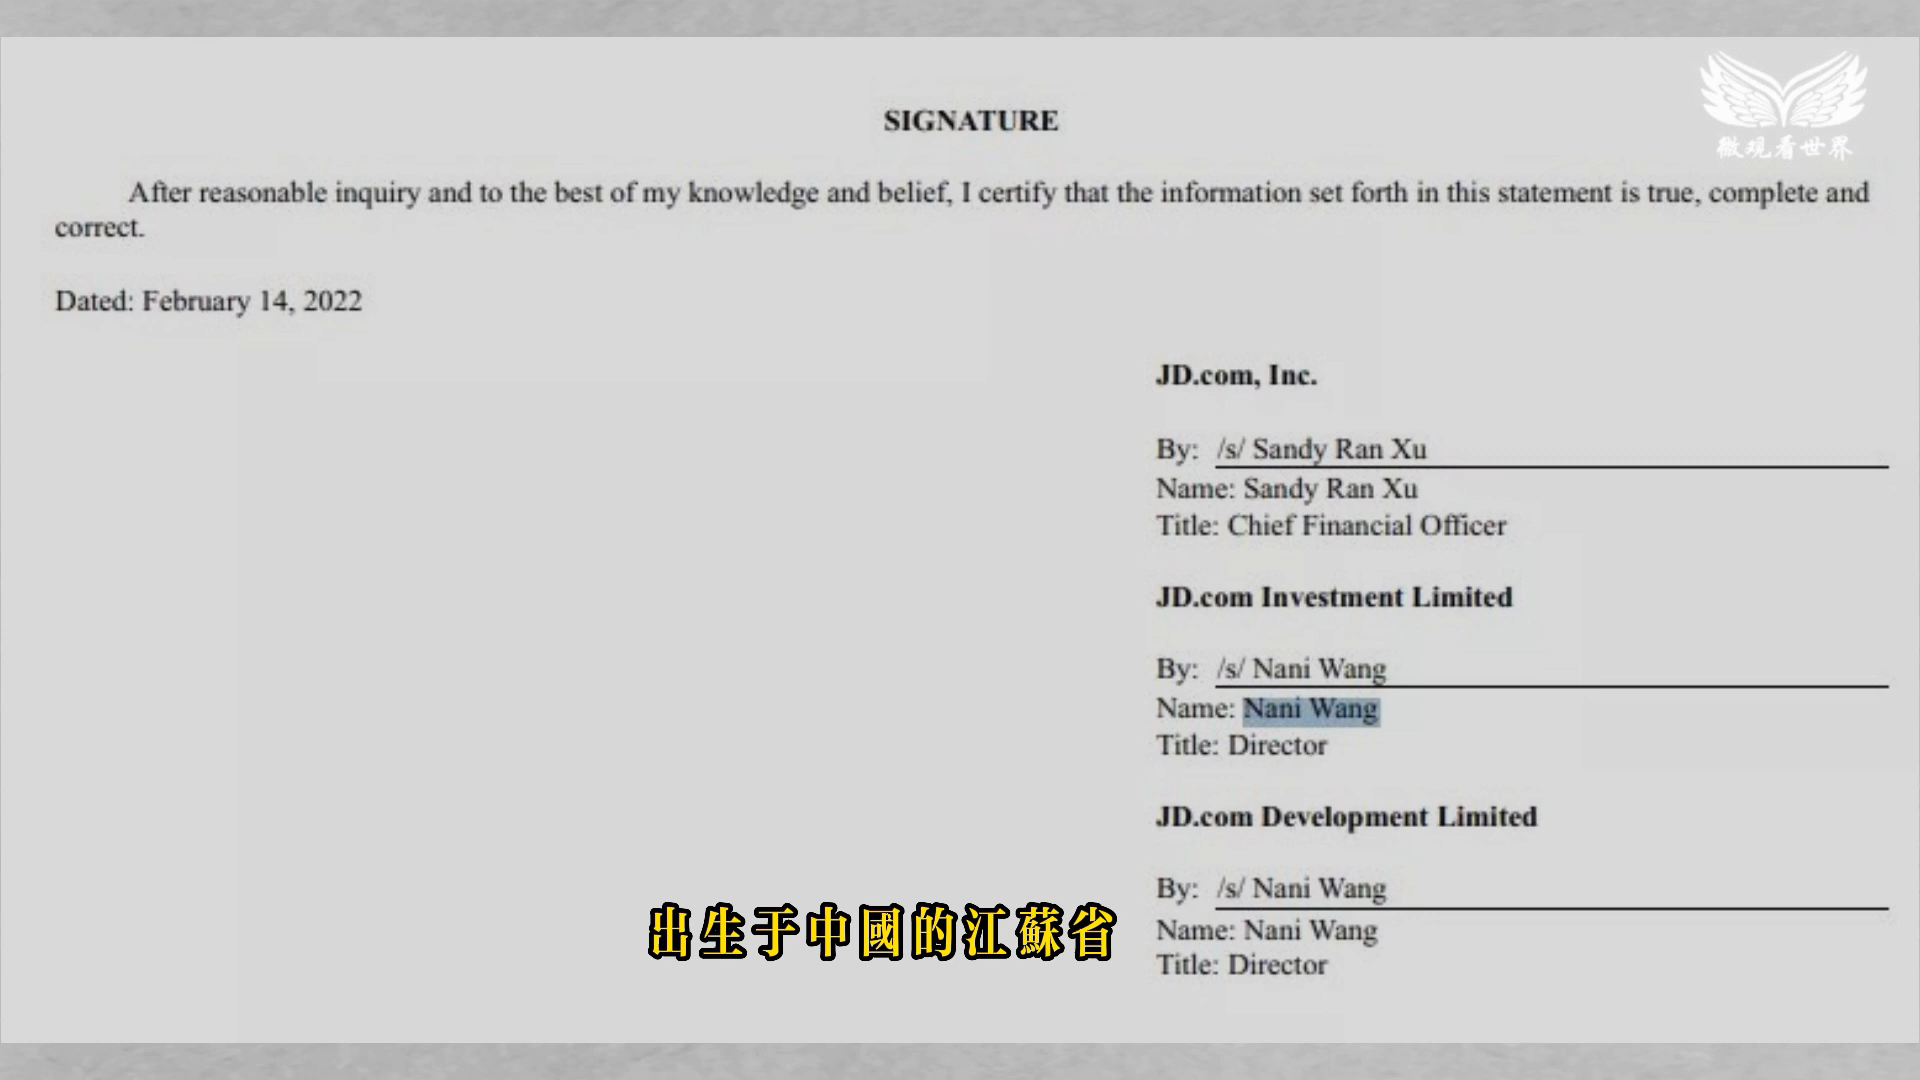 微观看世界
SIGNATURE
After reasonable inquiry and to the best of my knowledge and belief, I certify that the information set forth in this statement is true, complete and
correct.
Dated: February 14, 2022
JD.com, Inc.
By: /s/ Sandy Ran Xu
Name: Sandy Ran Xu
Title: Chief Financial Officer
JD.com Investment Limited
By: /s/ Nani Wang
Name: Nani Wang
Title: Director
JD.com Development Limited
By: /s/ Nani Wang
Name: Nani Wang
Title: Director
出生于中國的江蘇省